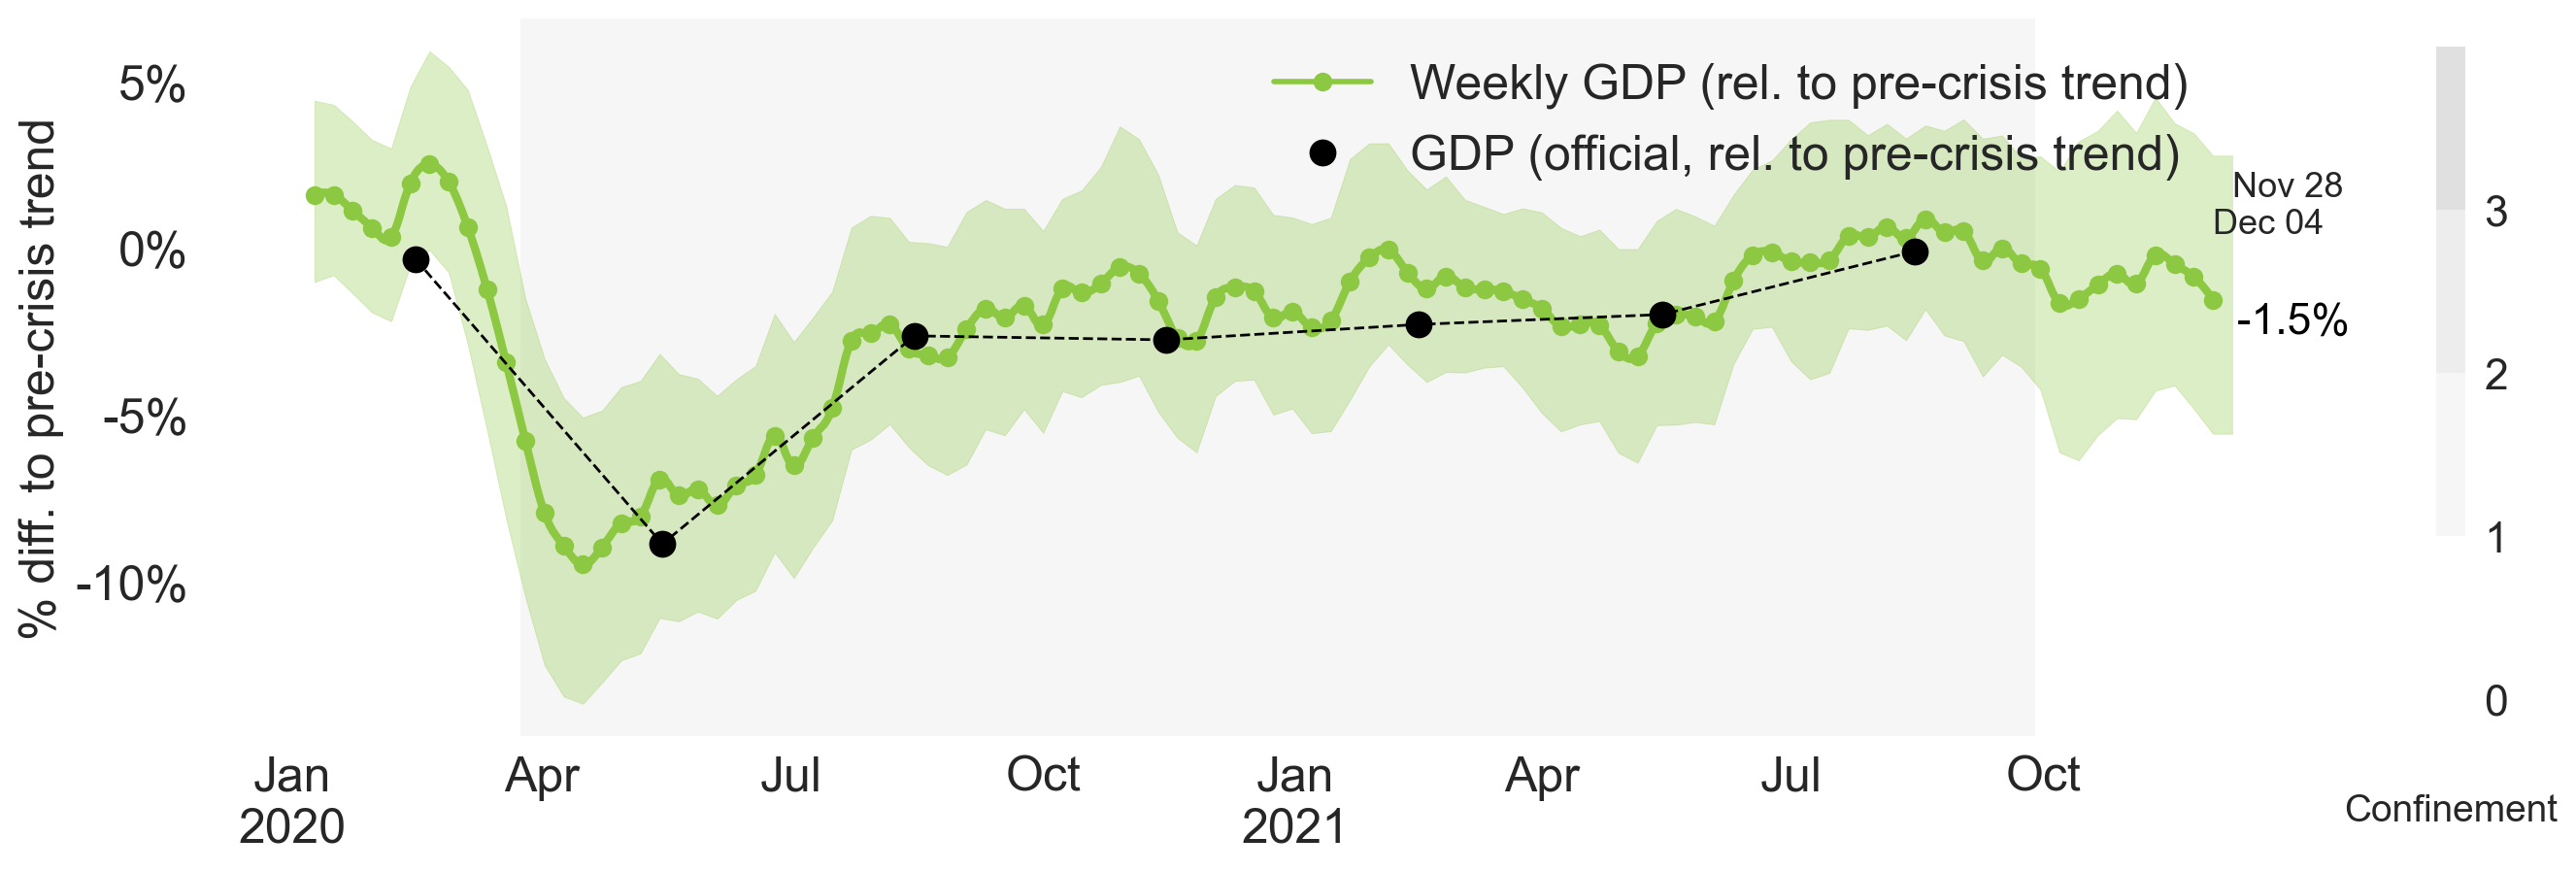 Weekly GDP (rel. to pre-crisis trend)
GDP (official, rel. to pre-crisis trend)
% diff. to pre-crisis trend
5%
0%
-5%
-10%
Nov 28
Dec 04
-1.5%
3
2
1
0
Jan Apr Jul Oct Jan Apr Jul Oct
2020 2021
Confinement